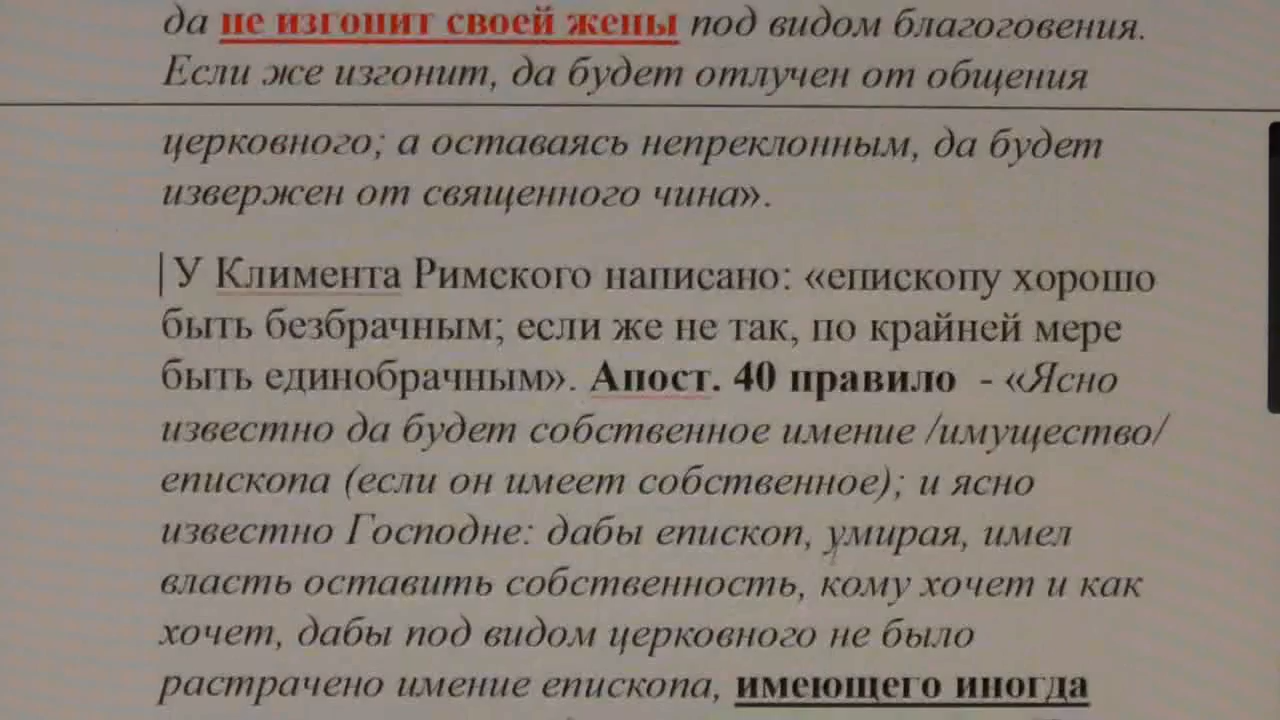 да не изгонит своей жены под видом благоговения.
Если же изгонит, да будет отлучен от общения
церковного; а оставаясь непреклонным, да будет
извержен от священного чина».
У Климента Римского написано: «епископу хорошо
быть безбрачным; если же не так, по крайней мере
быть единобрачным». Апост. 40 правило - «Ясно
известно да будет собственное имение /имущество/
епископа (если он имеет собственное); и ясно
известно Господне: дабы епископ, умирая, имел
власть оставить собственность, кому хочет и как
хочет, дабы под видом церковного не было
растрачено имение епископа, имеющего иногда